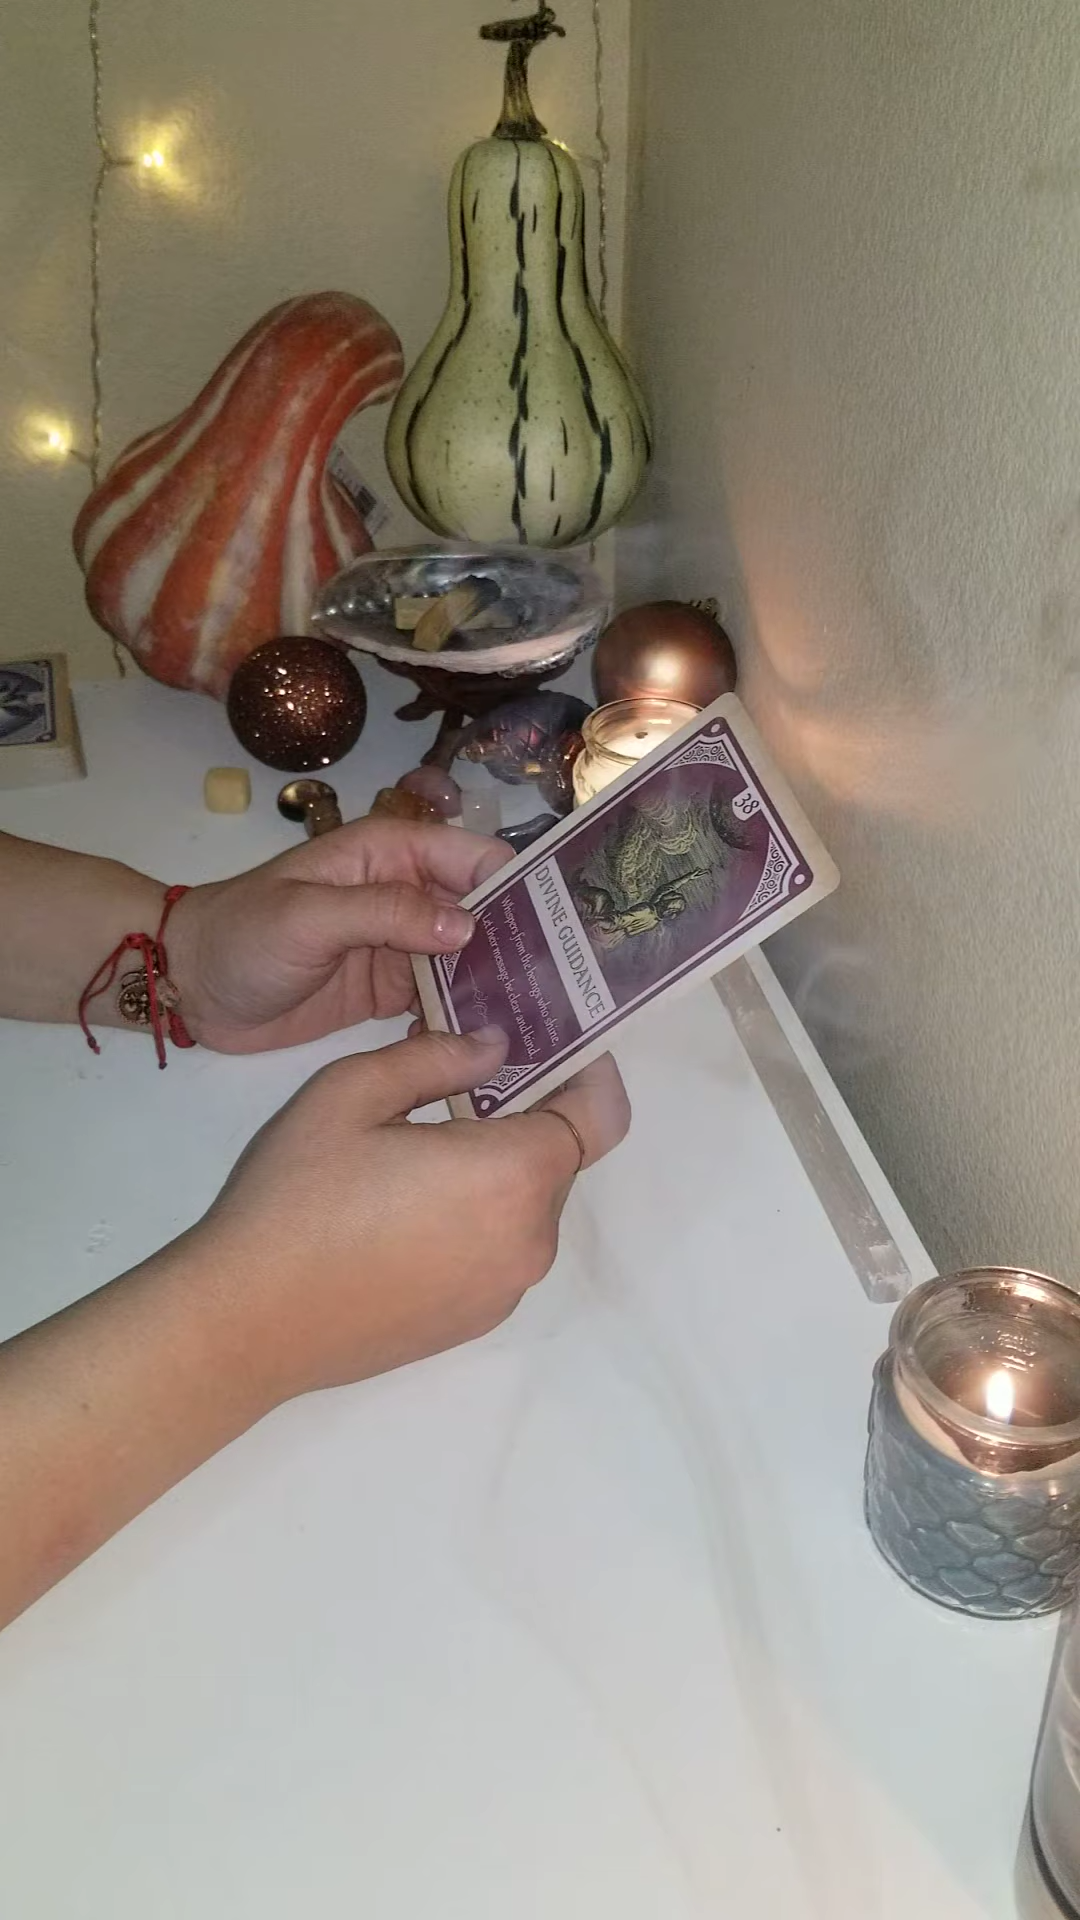 38
DIVINE GUIDANCE
Whispers from the beings who shine,
Let their message be clear and kind.